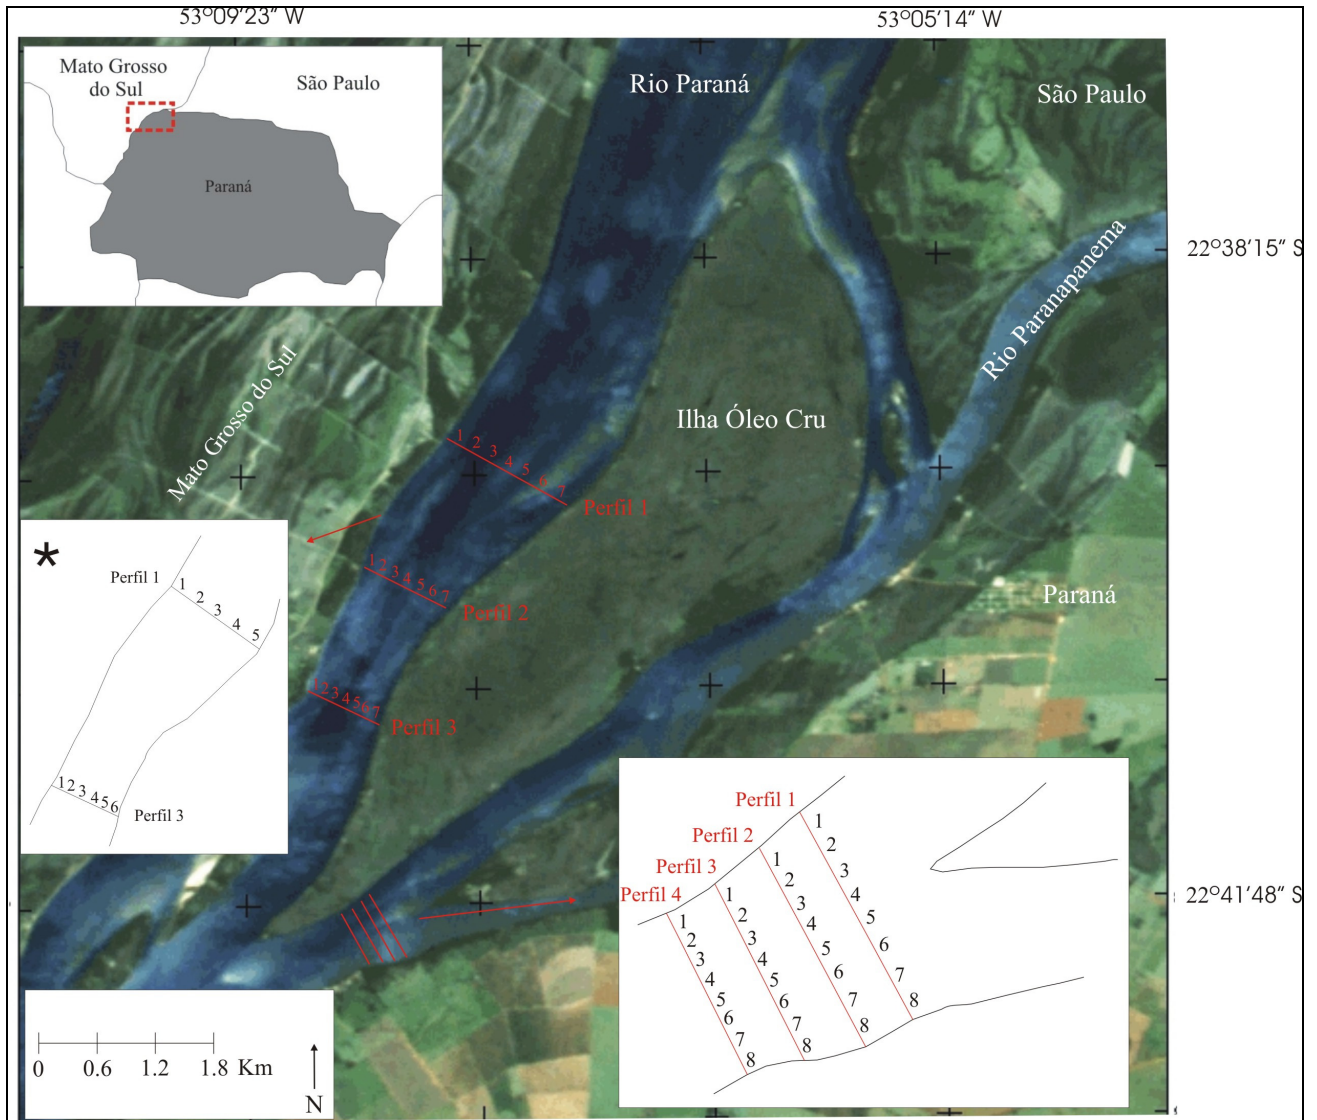 53°09'23" W
53°05'14" W
Mato Grosso
do Sul
São Paulo
Paraná
Rio Paraná
São Paulo
22°38'15" S
Rio Paranapanema
Mato Grosso do Sul
Ilha Óleo Cru
1 2 3 4 5 6 7
Perfil 1
1 2 3 4 5 6 7
Perfil 2
1 2 3 4 5 6 7
Perfil 3
Paraná
*
Perfil 1
1 2 3 4 5
1 2 3 4 5 6
Perfil 3
Perfil 1
1 2 3 4 5 6 7 8
Perfil 2
1 2 3 4 5 6 7 8
Perfil 3
1 2 3 4 5 6 7 8
Perfil 4
1 2 3 4 5 6 7 8
22°41'48" S
0 0.6 1.2 1.8 Km
N